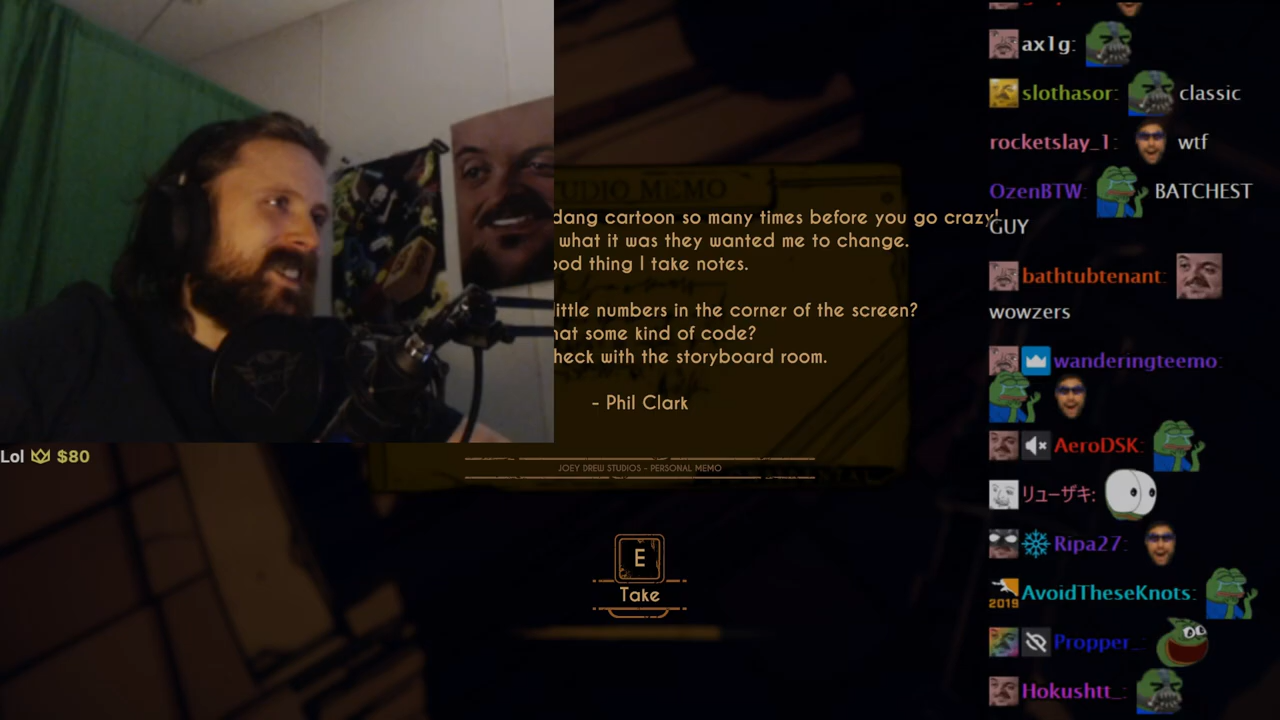 UDIO MEMO
dang cartoon so many times before you go crazy!
what it was they wanted me to change.
ood thing I take notes.
ittle numbers in the corner of the screen?
hat some kind of code?
heck with the storyboard room.
- Phil Clark
JOEY DREW STUDIOS - PERSONAL MEMO
E
Take
Lol $80
ax1g:
slothasor: classic
rocketslay_1: wtf
OzenBTW: BATCHEST
GUY
bathtubtenant:
wowzers
wanderingteemo:
AeroDSK:
リューザキ:
Ripa27:
2019 AvoidTheseKnots:
Propper_:
Hokushtt_: